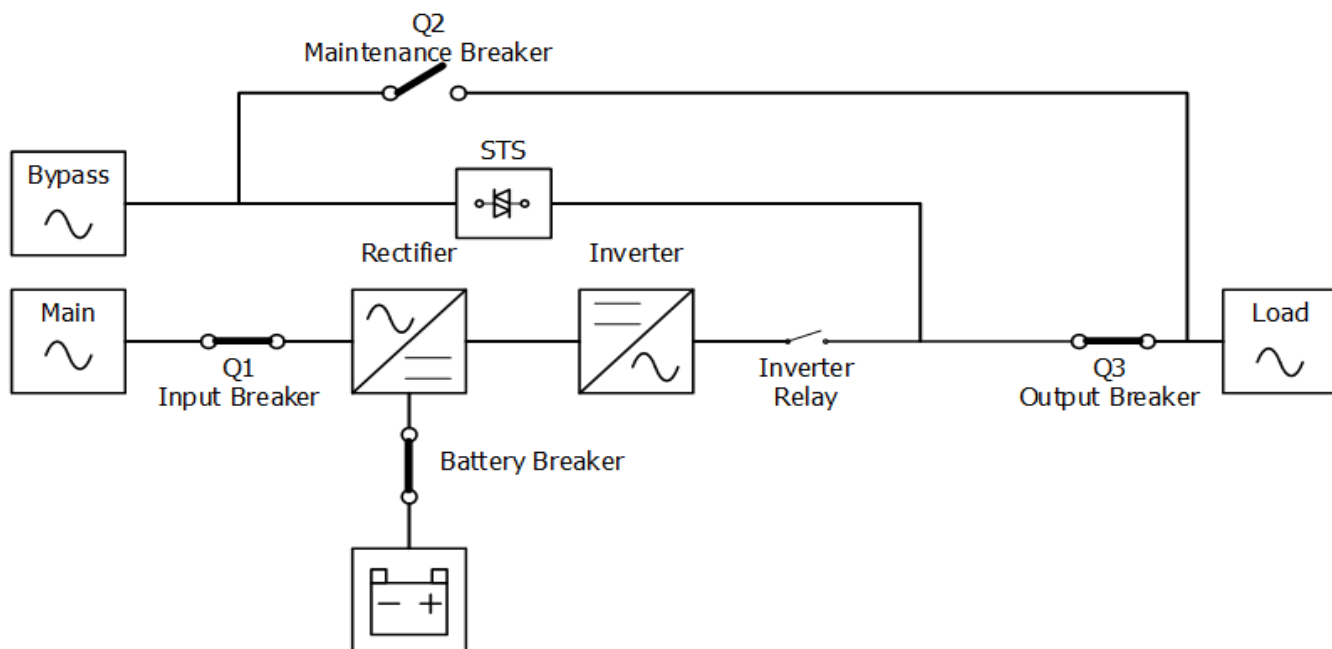 Q2
Maintenance Breaker
Bypass
STS
Rectifier
Inverter
Main
Q1
Input Breaker
Inverter
Relay
Q3
Output Breaker
Load
Battery Breaker
− +